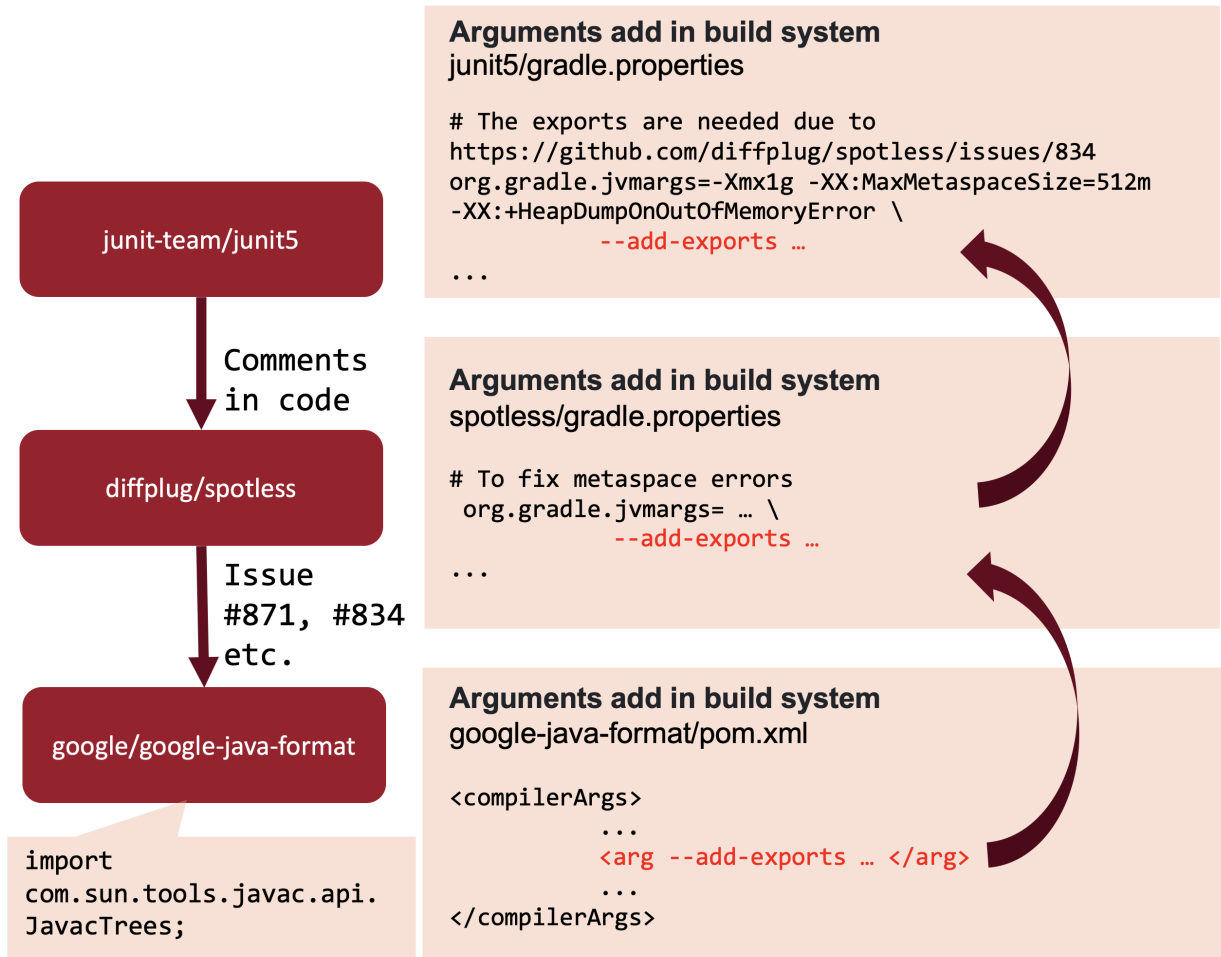 junit-team/junit5
Comments
in code
diffplug/spotless
Issue
#871, #834
etc.
google/google-java-format
import
com.sun.tools.javac.api.
JavacTrees;
Arguments add in build system
junit5/gradle.properties
# The exports are needed due to
https://github.com/diffplug/spotless/issues/834
org.gradle.jvmargs=-Xmx1g -XX:MaxMetaspaceSize=512m
-XX:+HeapDumpOnOutOfMemoryError \
--add-exports …
...
Arguments add in build system
spotless/gradle.properties
# To fix metaspace errors
org.gradle.jvmargs= … \
--add-exports …
...
Arguments add in build system
google-java-format/pom.xml
<compilerArgs>
...
<arg --add-exports … </arg>
...
</compilerArgs>